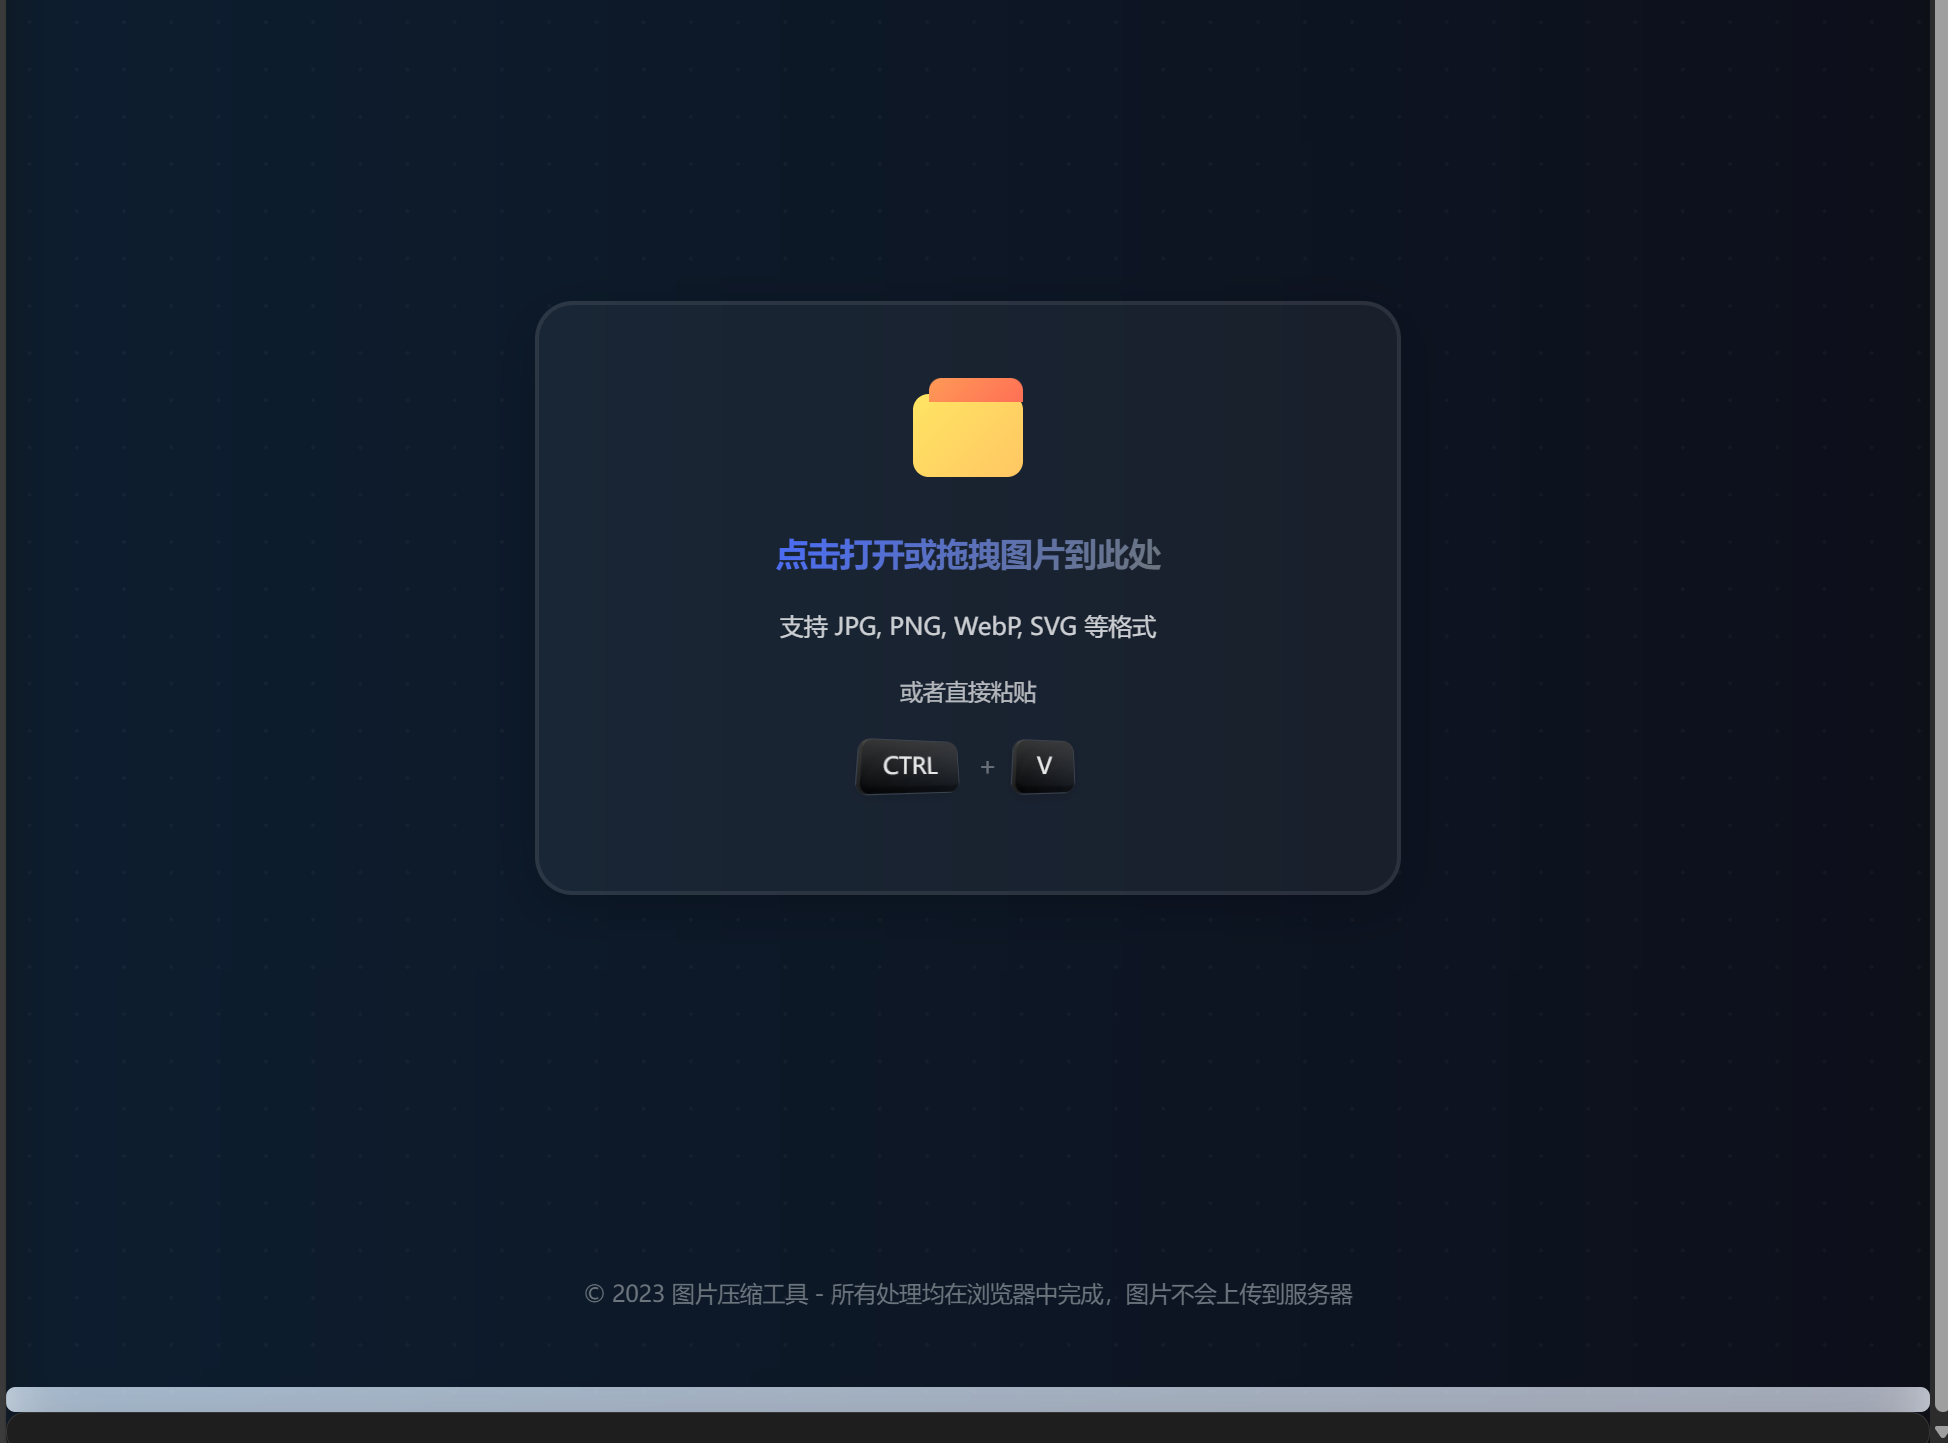 点击打开或拖拽图片到此处
支持 JPG, PNG, WebP, SVG 等格式
或者直接粘贴
CTRL + V
© 2023 图片压缩工具 - 所有处理均在浏览器中完成，图片不会上传到服务器